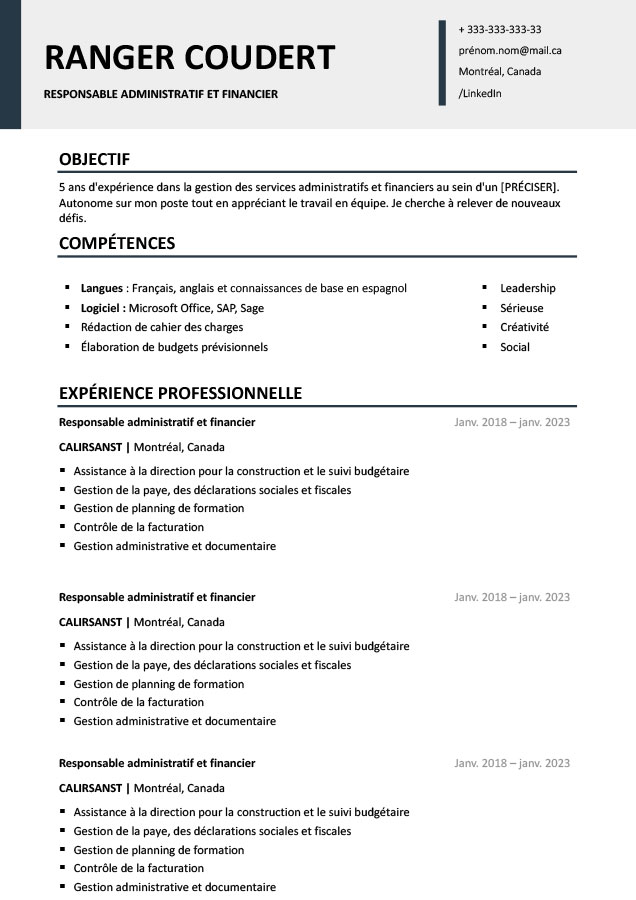 RANGER COUDERT
RESPONSABLE ADMINISTRATIF ET FINANCIER
+ 333-333-333-33
prénom.nom@mail.ca
Montréal, Canada
/LinkedIn
OBJECTIF
5 ans d'expérience dans la gestion des services administratifs et financiers au sein d'un [PRÉCISER].
Autonome sur mon poste tout en appréciant le travail en équipe. Je cherche à relever de nouveaux
défis.
COMPÉTENCES
▪ Langues : Français, anglais et connaissances de base en espagnol
▪ Logiciel : Microsoft Office, SAP, Sage
▪ Rédaction de cahier des charges
▪ Élaboration de budgets prévisionnels
▪ Leadership
▪ Sérieuse
▪ Créativité
▪ Social
EXPÉRIENCE PROFESSIONNELLE
Responsable administratif et financier Janv. 2018 – janv. 2023
CALIRSANST | Montréal, Canada
▪ Assistance à la direction pour la construction et le suivi budgétaire
▪ Gestion de la paye, des déclarations sociales et fiscales
▪ Gestion de planning de formation
▪ Contrôle de la facturation
▪ Gestion administrative et documentaire
Responsable administratif et financier Janv. 2018 – janv. 2023
CALIRSANST | Montréal, Canada
▪ Assistance à la direction pour la construction et le suivi budgétaire
▪ Gestion de la paye, des déclarations sociales et fiscales
▪ Gestion de planning de formation
▪ Contrôle de la facturation
▪ Gestion administrative et documentaire
Responsable administratif et financier Janv. 2018 – janv. 2023
CALIRSANST | Montréal, Canada
▪ Assistance à la direction pour la construction et le suivi budgétaire
▪ Gestion de la paye, des déclarations sociales et fiscales
▪ Gestion de planning de formation
▪ Contrôle de la facturation
▪ Gestion administrative et documentaire